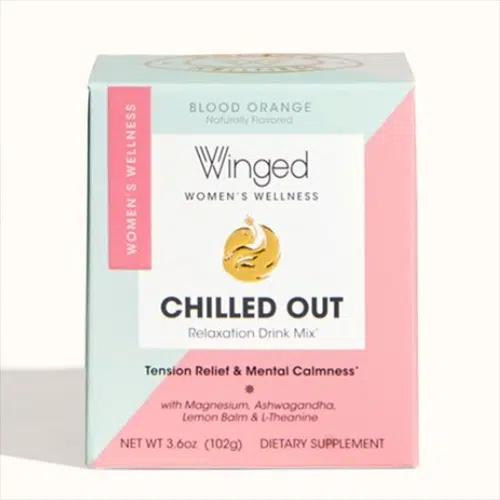 BLOOD ORANGE
Naturally Flavored
WOMEN'S WELLNESS
Winged
WOMEN'S WELLNESS
CHILLED OUT
Relaxation Drink Mix*
Tension Relief & Mental Calmness*
with Magnesium, Ashwagandha,
Lemon Balm & L-Theanine
NET WT 3.6oz (102g) DIETARY SUPPLEMENT